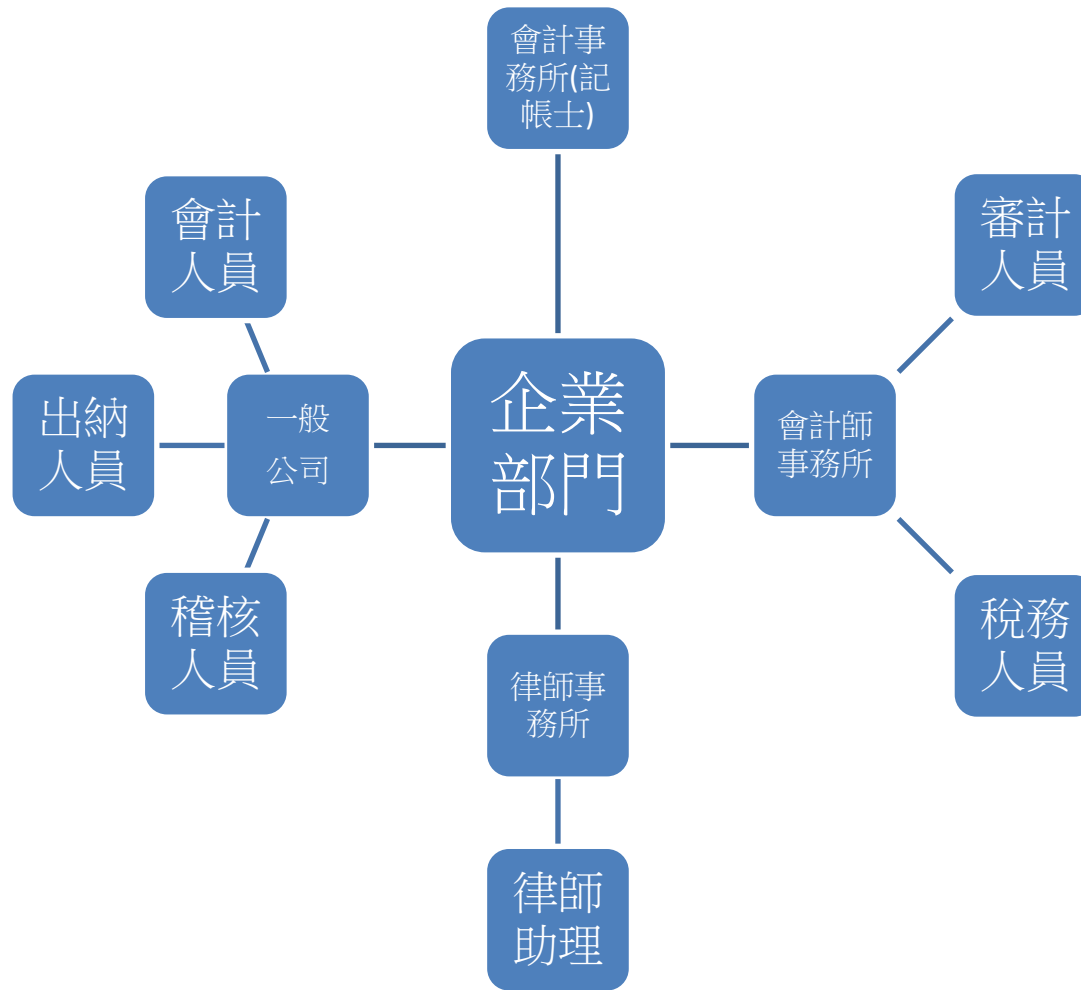 會計事
務所(記
帳士)
會計
人員
審計
人員
出納
人員
一般
公司
企業
部門
會計師
事務所
稽核
人員
稅務
人員
律師事
務所
律師
助理